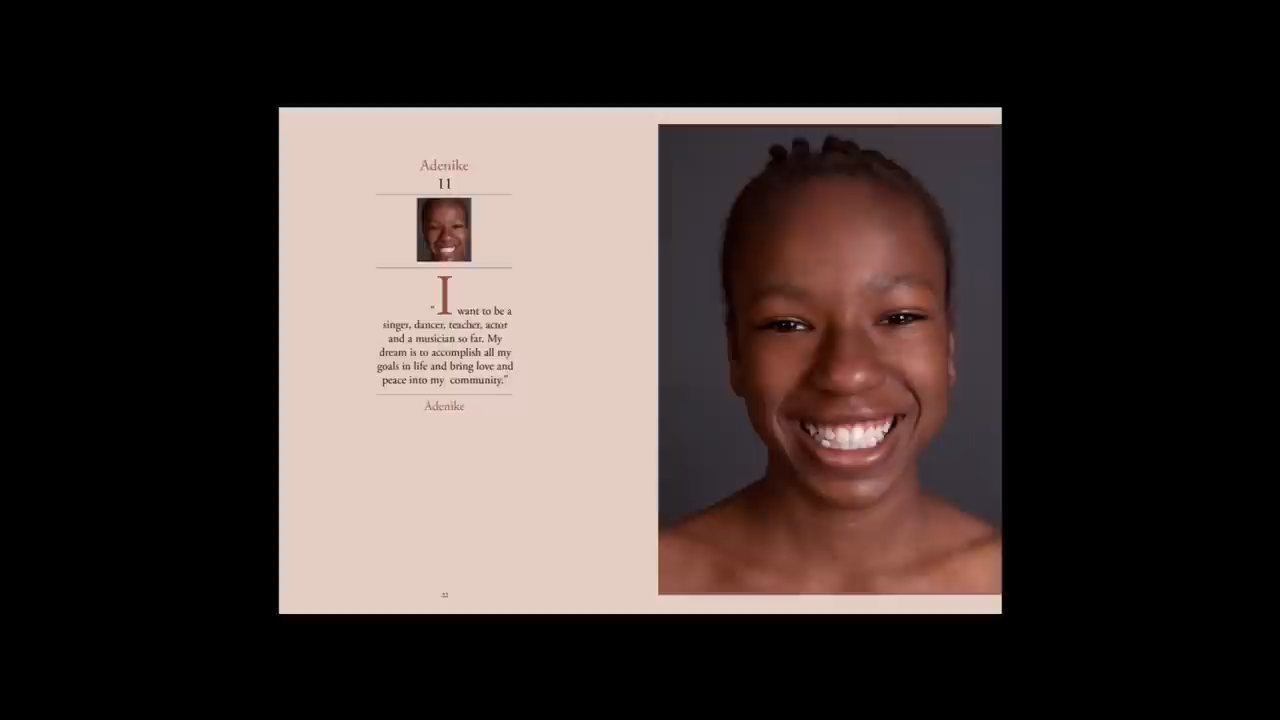 Adenike
11
"I want to be a
singer, dancer, teacher, actor
and a musician so far. My
dream is to accomplish all my
goals in life and bring love and
peace into my community."
Adenike
22